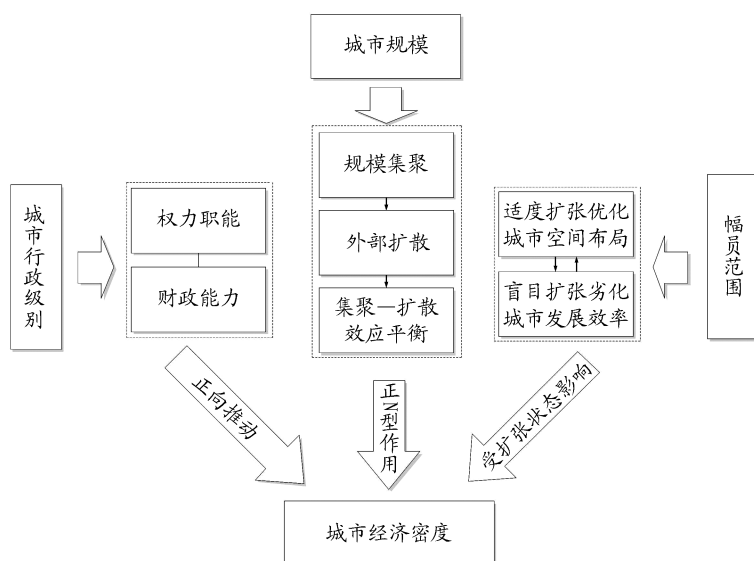 城市规模
规模集聚
外部扩散
集聚—扩散
效应平衡
城市行政级别
权力职能
财政能力
适度扩张优化
城市空间布局
盲目扩张劣化
城市发展效率
幅员范围
正向推动
正N型作用
受扩张状态影响
城市经济密度